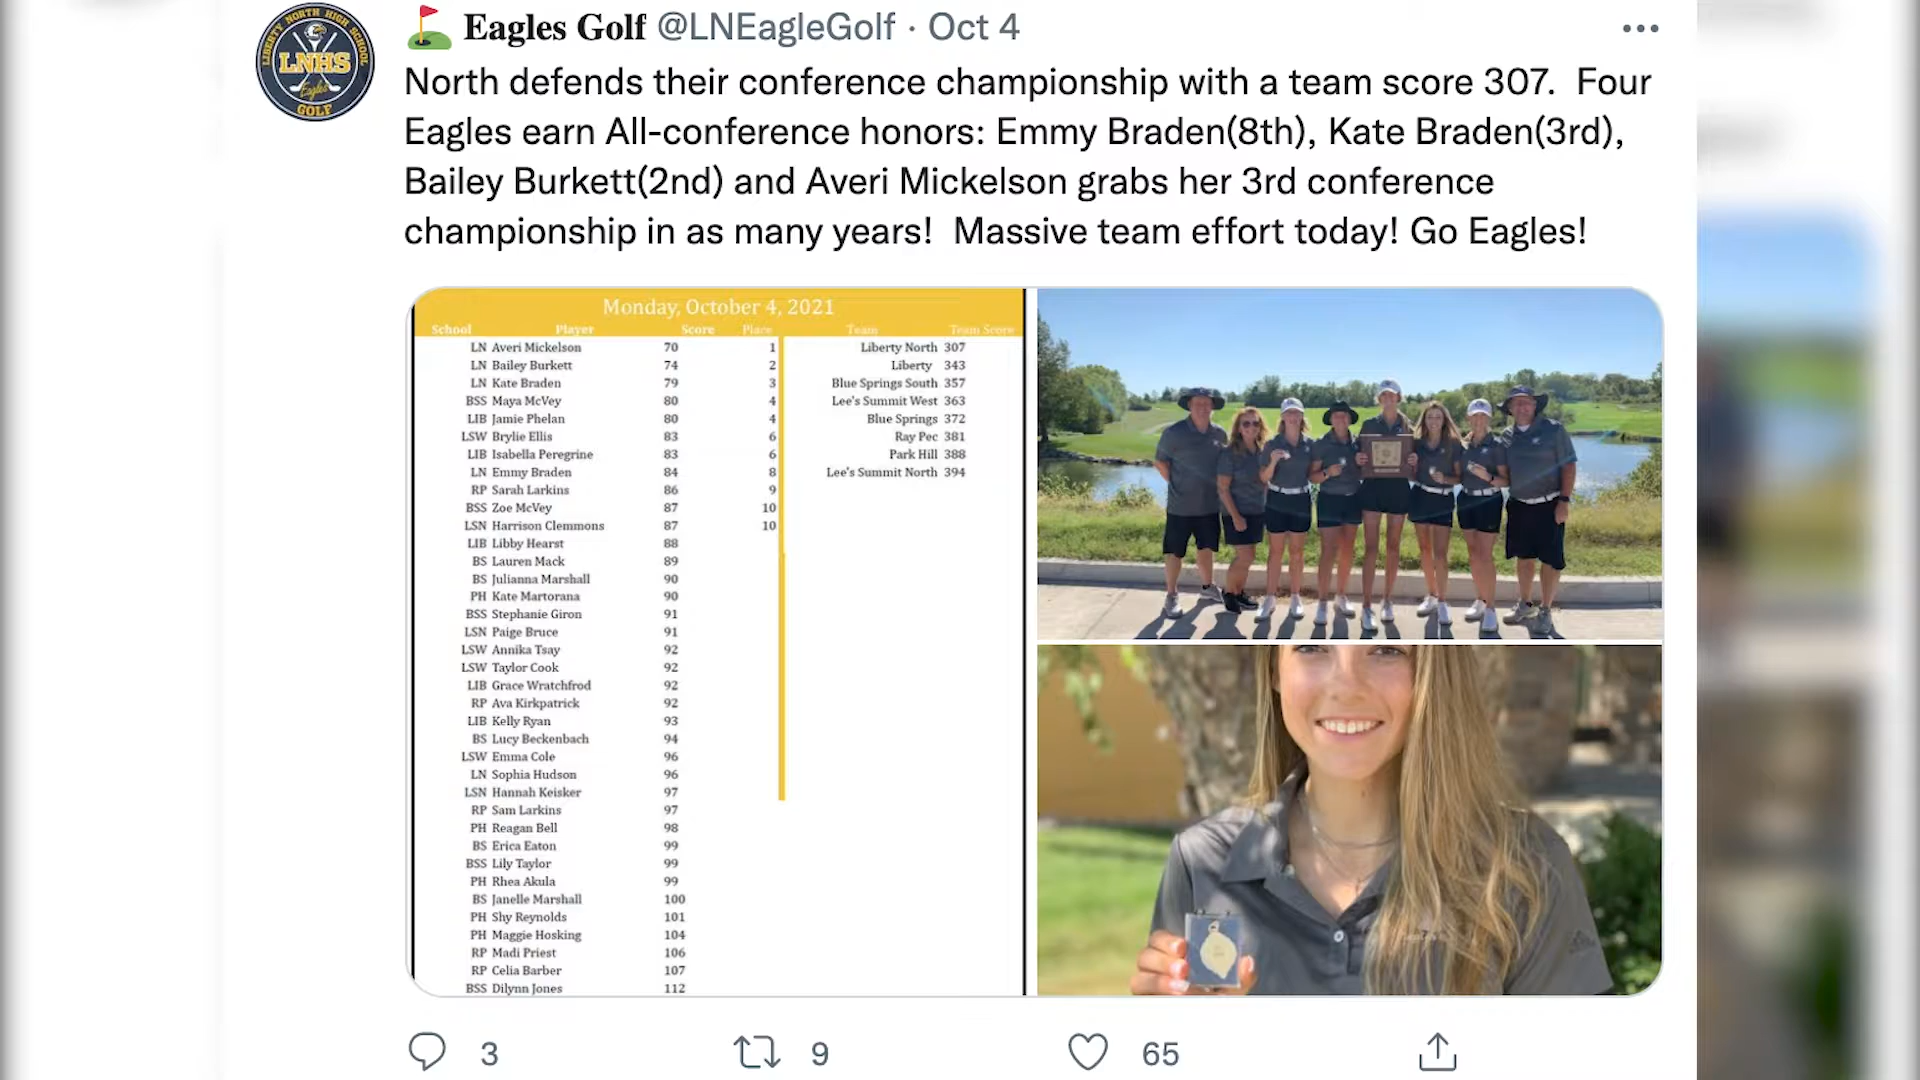 LIBERTY NORTH HIGH SCHOOL
LNHS
Eagles
GOLF
Eagles Golf @LNEagleGolf · Oct 4
North defends their conference championship with a team score 307. Four
Eagles earn All-conference honors: Emmy Braden(8th), Kate Braden(3rd),
Bailey Burkett(2nd) and Averi Mickelson grabs her 3rd conference
championship in as many years! Massive team effort today! Go Eagles!
Monday, October 4, 2021
School Player Score Place Team Team Score
LN Averi Mickelson 70 1 Liberty North 307
LN Bailey Burkett 74 2 Liberty 343
LN Kate Braden 79 3 Blue Springs South 357
BSS Maya McVey 80 4 Lee's Summit West 363
LIB Jamie Phelan 80 4 Blue Springs 372
LSW Brylie Ellis 83 6 Ray Pec 381
LIB Isabella Peregrine 83 6 Park Hill 388
LN Emmy Braden 84 8 Lee's Summit North 394
RP Sarah Larkins 86 9
BSS Zoe McVey 87 10
LSN Harrison Clemmons 87 10
LIB Libby Hearst 88
BS Lauren Mack 89
BS Julianna Marshall 90
PH Kate Martorana 90
BSS Stephanie Giron 91
LSN Paige Bruce 91
LSW Annika Tsay 92
LSW Taylor Cook 92
LIB Grace Wratchfrod 92
RP Ava Kirkpatrick 92
LIB Kelly Ryan 93
BS Lucy Beckenbach 94
LSW Emma Cole 96
LN Sophia Hudson 96
LSN Hannah Keisker 97
RP Sam Larkins 97
PH Reagan Bell 98
BS Erica Eaton 99
BSS Lily Taylor 99
PH Rhea Akula 99
BS Janelle Marshall 100
PH Shy Reynolds 101
PH Maggie Hosking 104
RP Madi Priest 106
RP Celia Barber 107
BSS Dilynn Jones 112
3 9 65